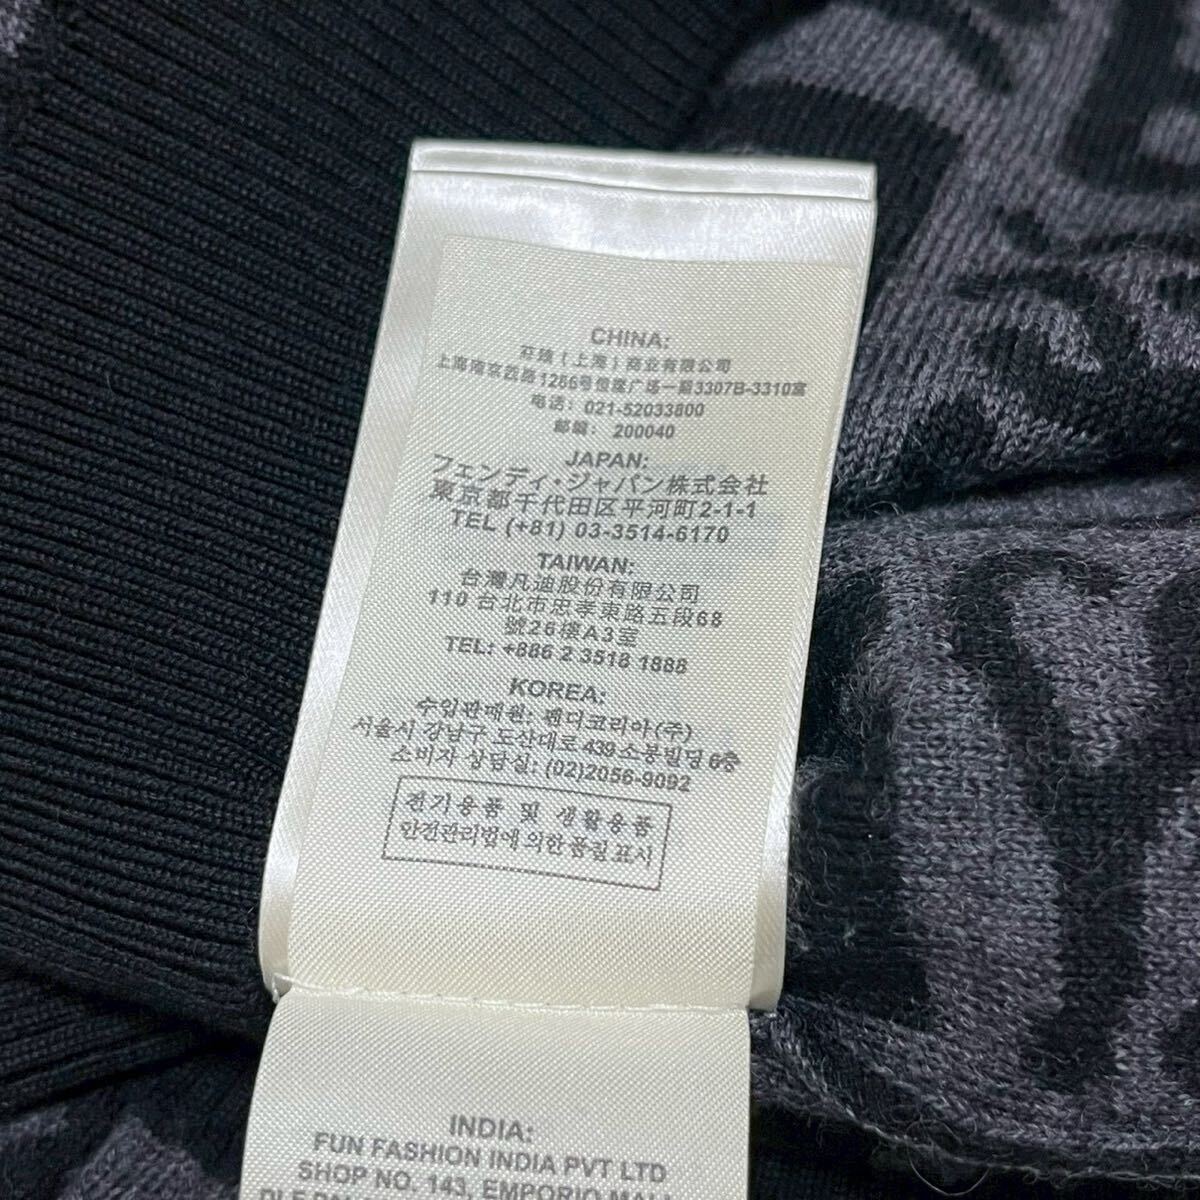 CHINA:
芬迪（上海）商业有限公司
上海南京西路1266号恒隆广场一期3307B-3310室
电话：021-52033800
邮编：200040
JAPAN:
フェンディ・ジャパン株式会社
東京都千代田区平河町2-1-1
TEL (+81) 03-3514-6170
TAIWAN:
台灣凡迪股份有限公司
110 台北市忠孝東路五段68
號26樓A3室
TEL: +886 2 3518 1888
KOREA:
수입판매원: 펜디코리아(주)
서울시 강남구 도산대로 439 소봉빌딩 6층
소비자 상담실: (02)2056-9092
전기용품 및 생활용품
안전관리법에 의한 품질 표시
INDIA:
FUN FASHION INDIA PVT LTD
SHOP NO. 143, EMPORIO MALL